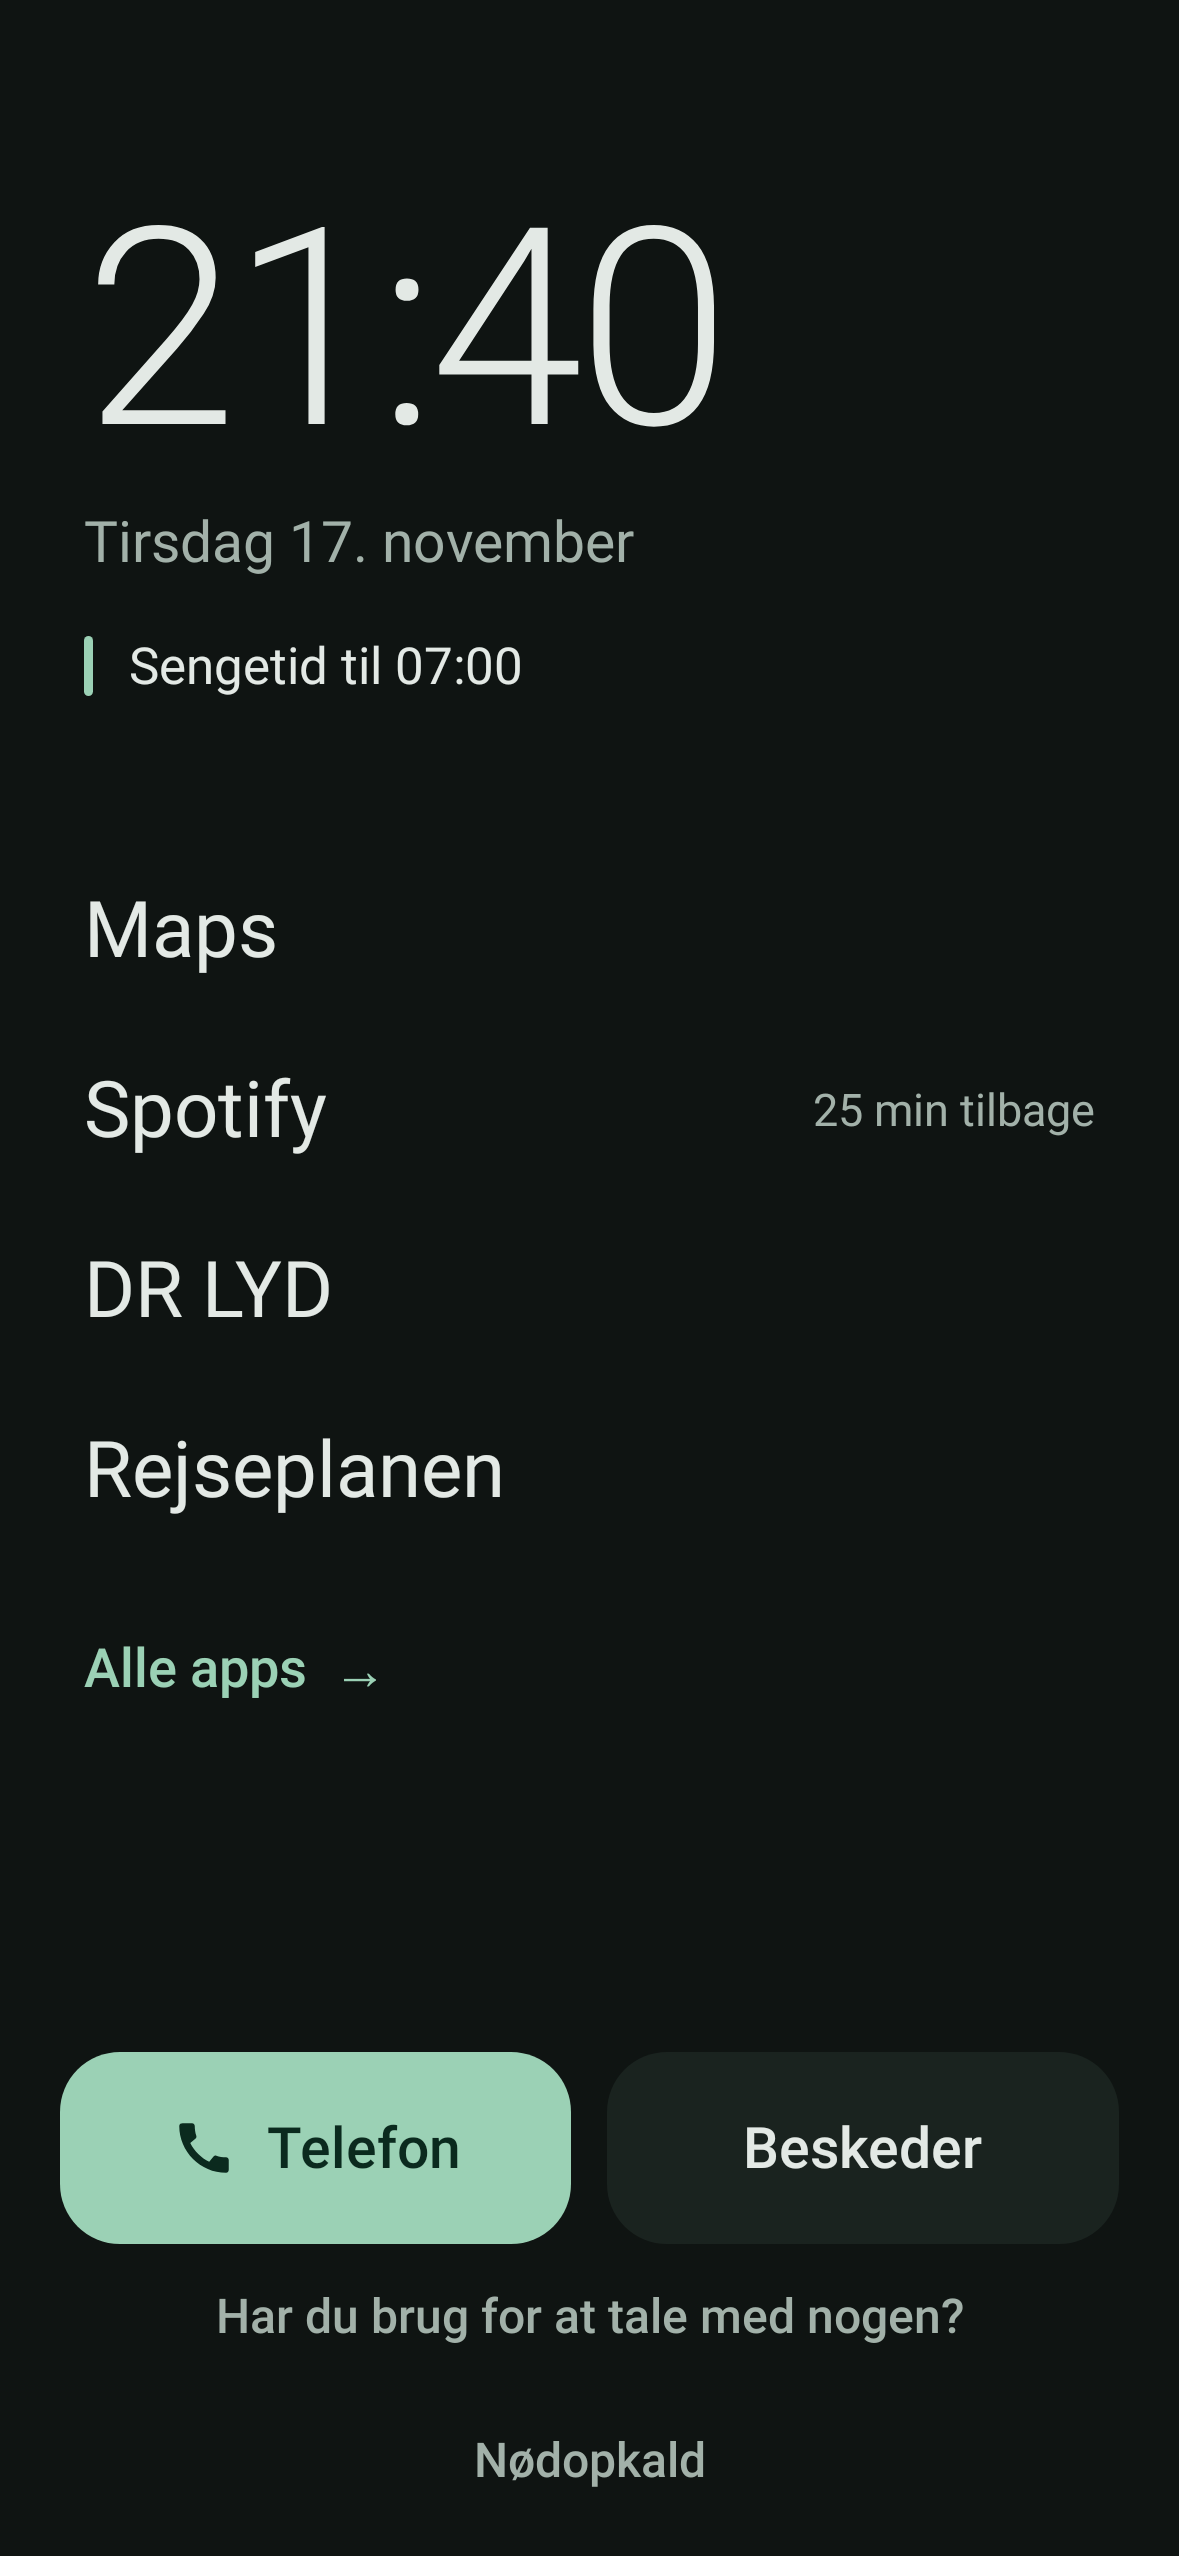 21:40
Tirsdag 17. november
Sengetid til 07:00
Maps
Spotify 25 min tilbage
DR LYD
Rejseplanen
Alle apps →
Telefon
Beskeder
Har du brug for at tale med nogen?
Nødopkald